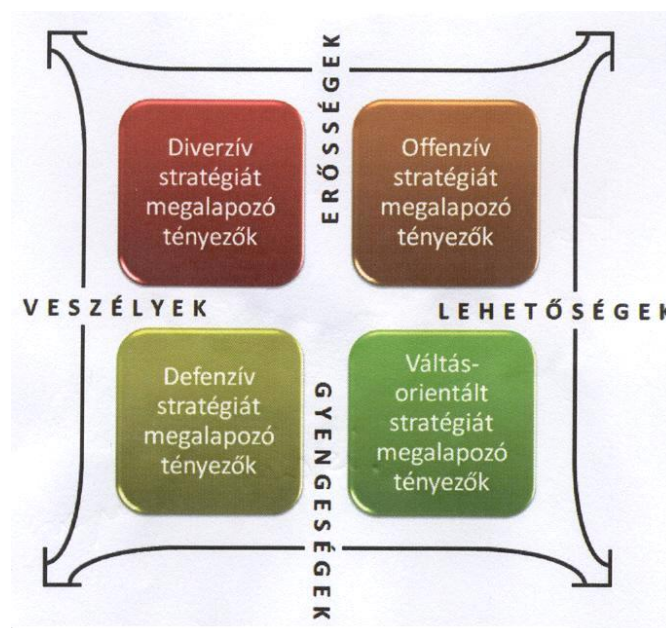 ERŐSSÉGEK
Diverzív
stratégiát
megalapozó
tényezők
Offenzív
stratégiát
megalapozó
tényezők
VESZÉLYEK
LEHETŐSÉGEK
Defenzív
stratégiát
megalapozó
tényezők
Váltás-
orientált
stratégiát
megalapozó
tényezők
GYENGESÉGEK